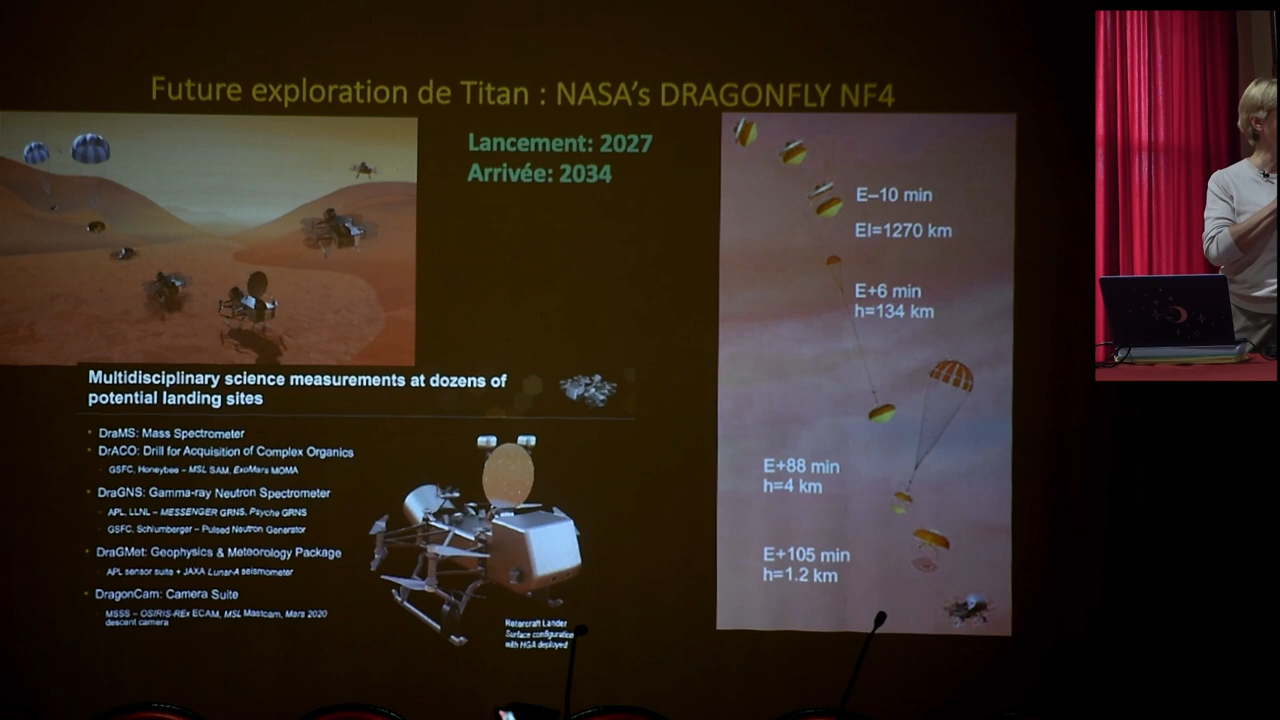 Future exploration de Titan : NASA's DRAGONFLY NF4
Lancement: 2027
Arrivée: 2034
Multidisciplinary science measurements at dozens of
potential landing sites
DraMS: Mass Spectrometer
DrACO: Drill for Acquisition of Complex Organics
GSFC, Honeybee – MSL SAM, ExoMars MOMA
DraGNS: Gamma-ray Neutron Spectrometer
APL, LLNL – MESSENGER GRNS, Psyche GRNS
GSFC, Schlumberger – Pulsed Neutron Generator
DraGMet: Geophysics & Meteorology Package
APL sensor suite + JAXA Lunar-A seismometer
DragonCam: Camera Suite
MSSS – OSIRIS-REx ECAM, MSL Mastcam, Mars 2020
descent camera
Rotorcraft Lander
Surface configuration
with HGA deployed
E–10 min
EI=1270 km
E+6 min
h=134 km
E+88 min
h=4 km
E+105 min
h=1.2 km